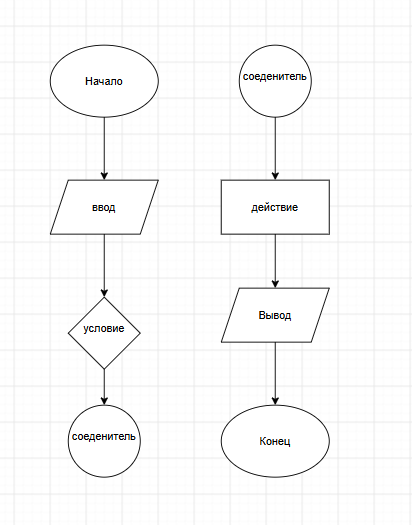 Начало
ввод
условие
соеденитель
соеденитель
действие
Вывод
Конец